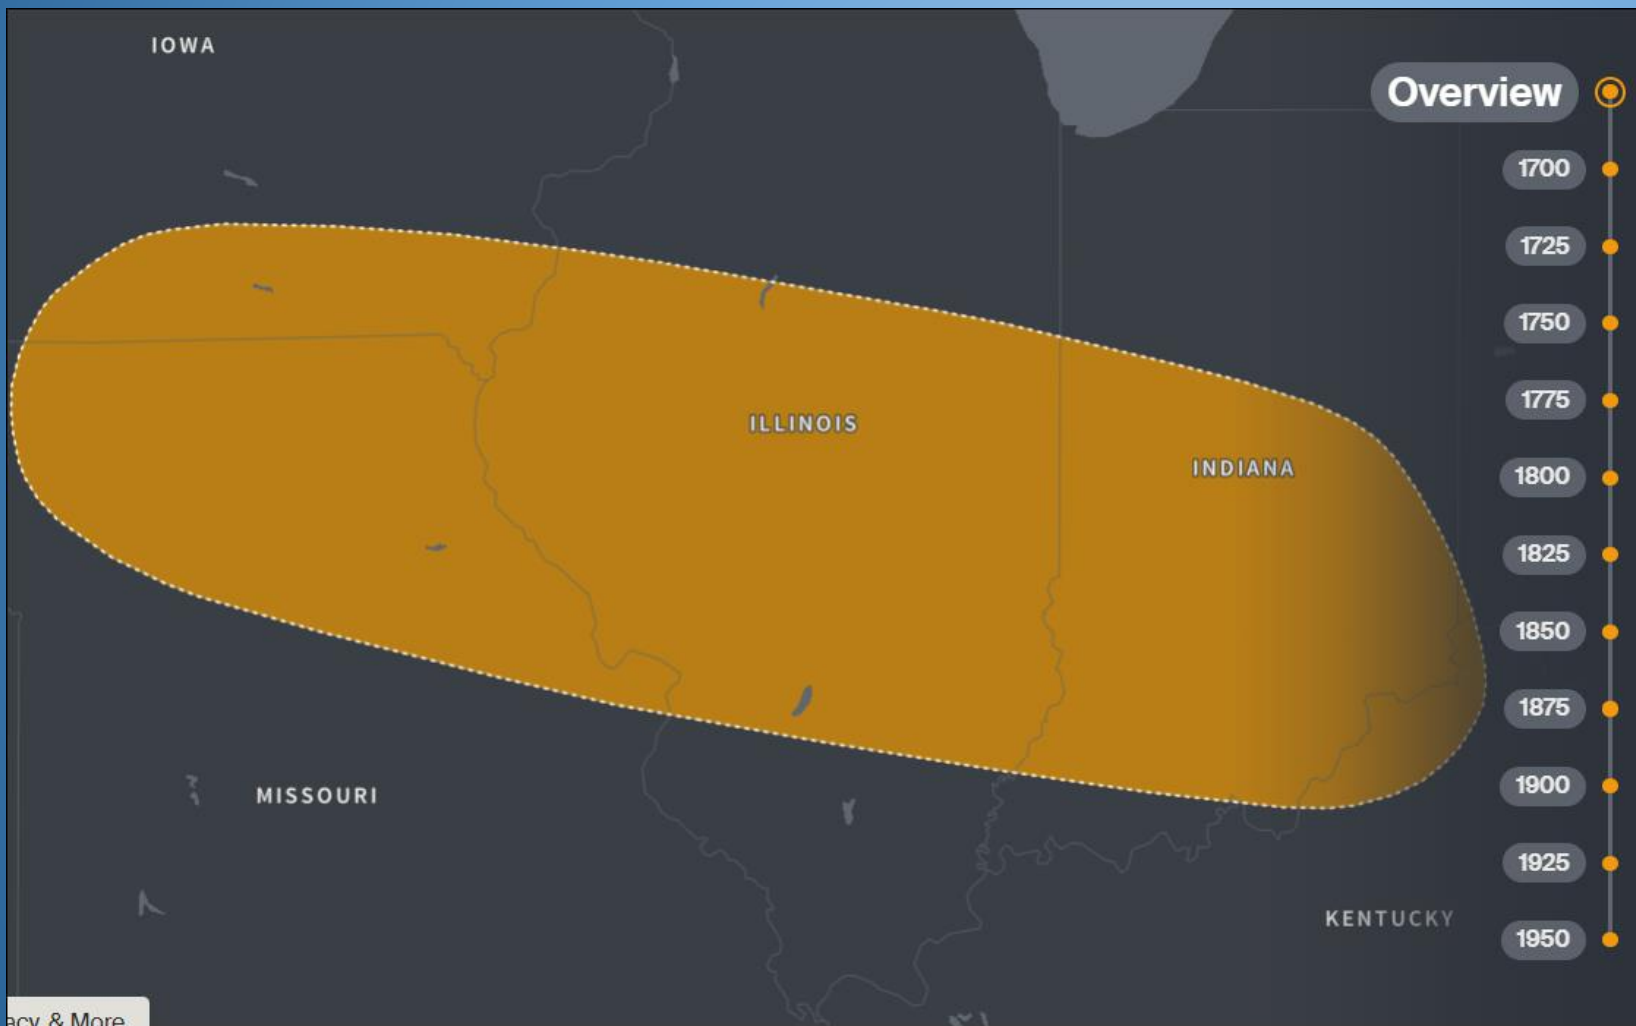 IOWA
Overview
1700
1725
1750
1775
ILLINOIS
INDIANA
1800
1825
1850
1875
MISSOURI
1900
1925
KENTUCKY
1950
& More